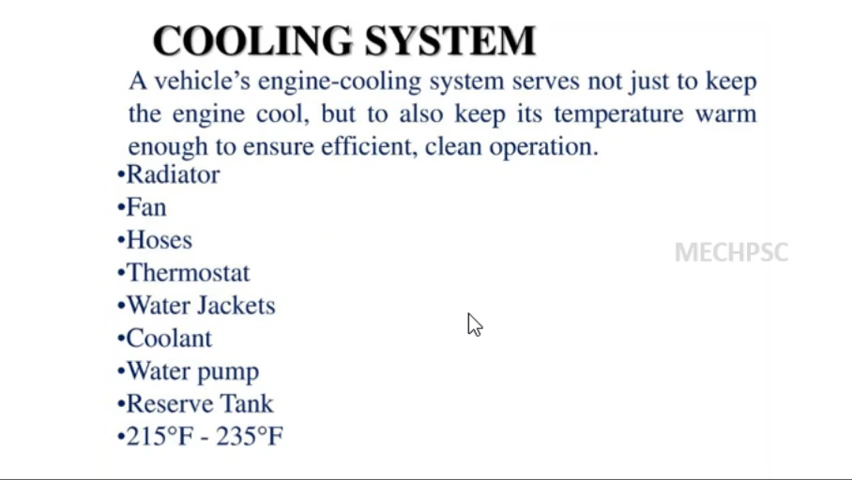 COOLING SYSTEM
A vehicle's engine-cooling system serves not just to keep
the engine cool, but to also keep its temperature warm
enough to ensure efficient, clean operation.
•Radiator
•Fan
•Hoses
MECHPSC
•Thermostat
•Water Jackets
•Coolant
•Water pump
•Reserve Tank
•215°F - 235°F